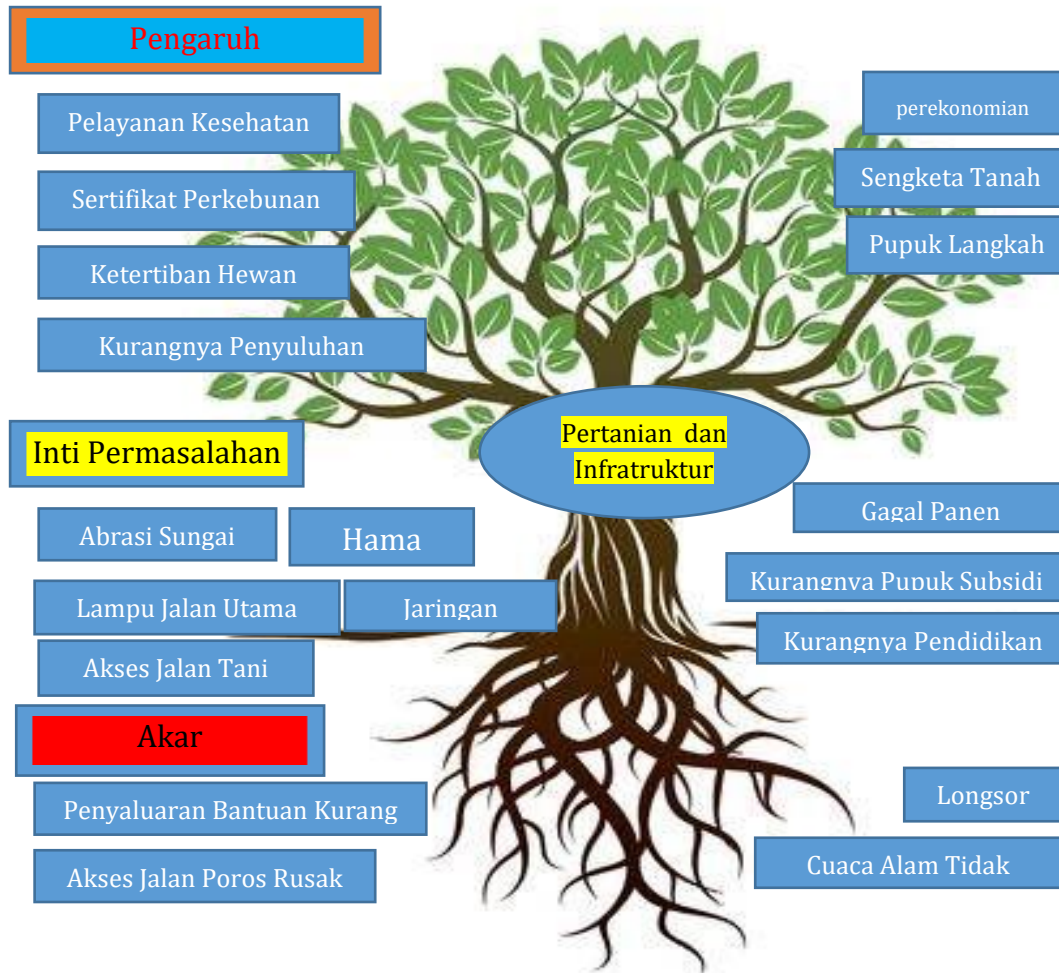 Pengaruh
Pelayanan Kesehatan
Sertifikat Perkebunan
Ketertiban Hewan
Kurangnya Penyuluhan
perekonomian
Sengketa Tanah
Pupuk Langkah
Inti Permasalahan
Pertanian dan
Infratruktur
Abrasi Sungai
Hama
Lampu Jalan Utama
Jaringan
Akses Jalan Tani
Gagal Panen
Kurangnya Pupuk Subsidi
Kurangnya Pendidikan
Akar
Penyaluaran Bantuan Kurang
Akses Jalan Poros Rusak
Longsor
Cuaca Alam Tidak